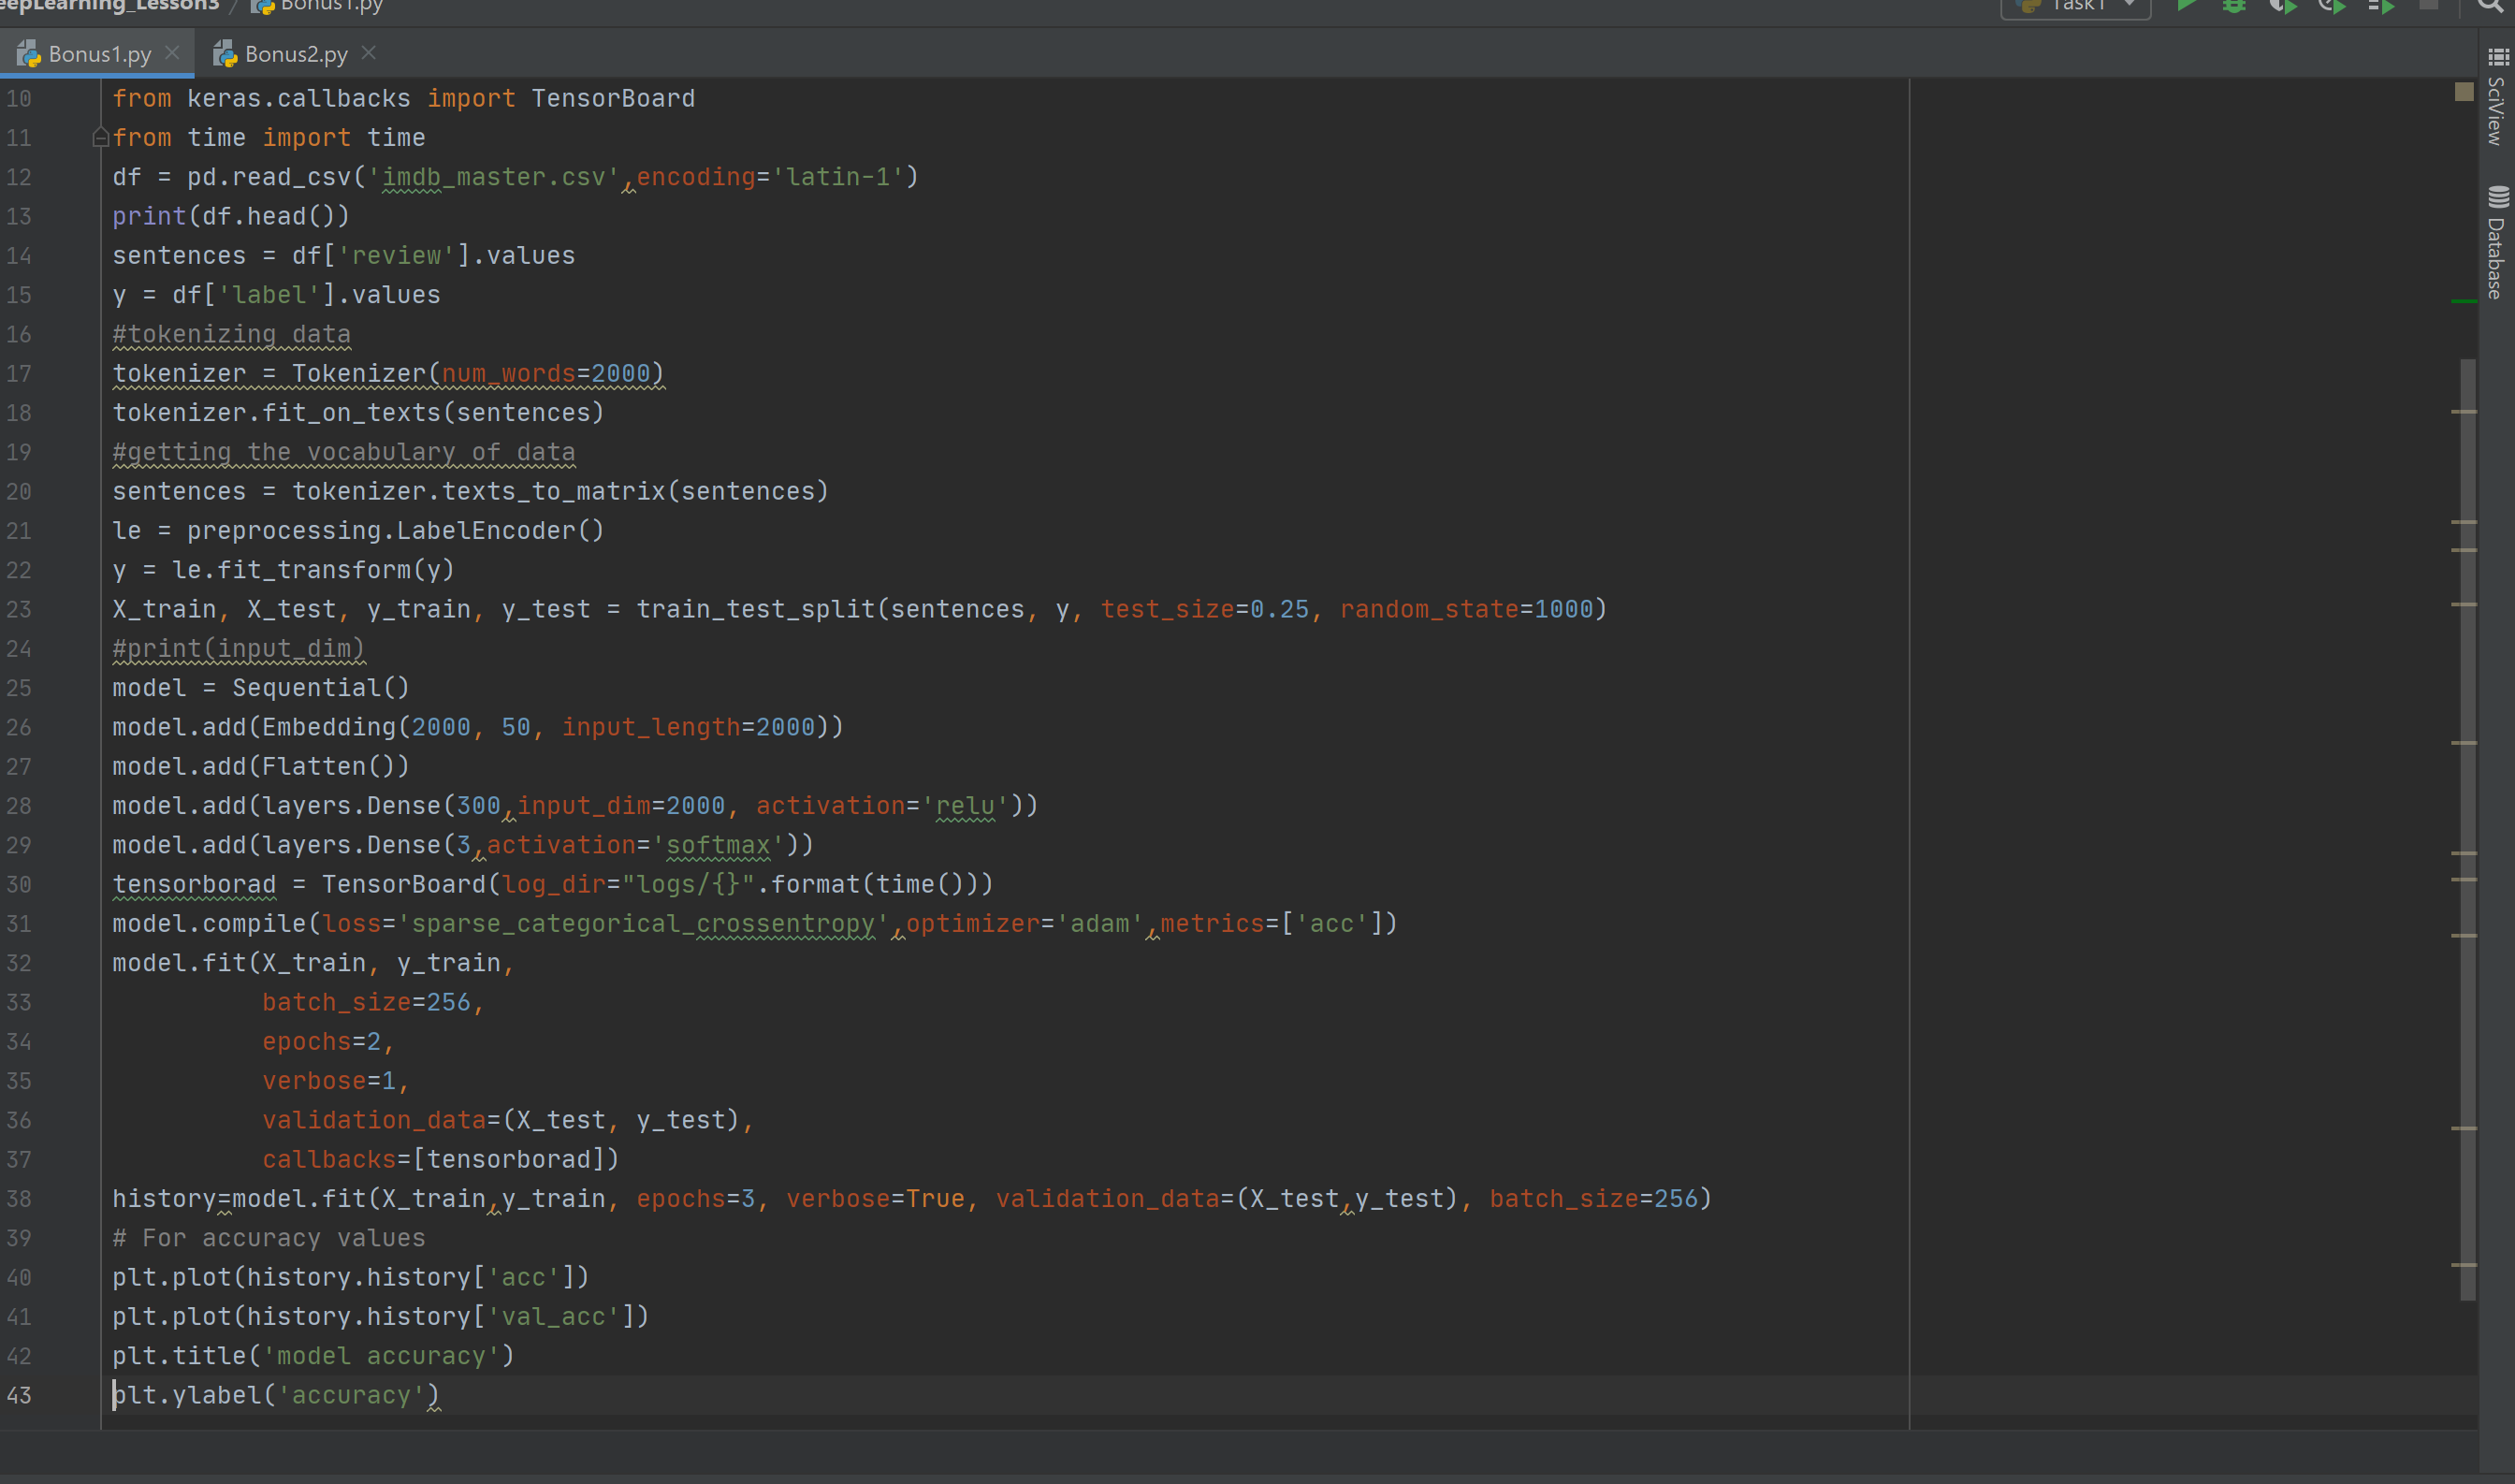 eepLearning_Lesson3 / Bonus1.py Task1
Bonus1.py Bonus2.py
SciView
Database
10 from keras.callbacks import TensorBoard
11 from time import time
12 df = pd.read_csv('imdb_master.csv',encoding='latin-1')
13 print(df.head())
14 sentences = df['review'].values
15 y = df['label'].values
16 #tokenizing data
17 tokenizer = Tokenizer(num_words=2000)
18 tokenizer.fit_on_texts(sentences)
19 #getting the vocabulary of data
20 sentences = tokenizer.texts_to_matrix(sentences)
21 le = preprocessing.LabelEncoder()
22 y = le.fit_transform(y)
23 X_train, X_test, y_train, y_test = train_test_split(sentences, y, test_size=0.25, random_state=1000)
24 #print(input_dim)
25 model = Sequential()
26 model.add(Embedding(2000, 50, input_length=2000))
27 model.add(Flatten())
28 model.add(layers.Dense(300,input_dim=2000, activation='relu'))
29 model.add(layers.Dense(3,activation='softmax'))
30 tensorborad = TensorBoard(log_dir="logs/{}".format(time()))
31 model.compile(loss='sparse_categorical_crossentropy',optimizer='adam',metrics=['acc'])
32 model.fit(X_train, y_train,
33           batch_size=256,
34           epochs=2,
35           verbose=1,
36           validation_data=(X_test, y_test),
37           callbacks=[tensorborad])
38 history=model.fit(X_train,y_train, epochs=3, verbose=True, validation_data=(X_test,y_test), batch_size=256)
39 # For accuracy values
40 plt.plot(history.history['acc'])
41 plt.plot(history.history['val_acc'])
42 plt.title('model accuracy')
43 plt.ylabel('accuracy')